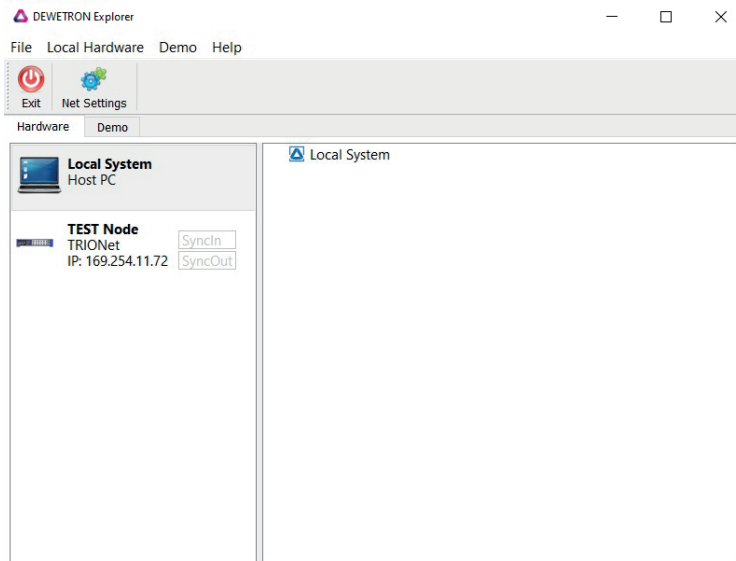 DEWETRON Explorer
File Local Hardware Demo Help
Exit Net Settings
Hardware Demo
Local System
Host PC
TEST Node
TRIONet
IP: 169.254.11.72
SyncIn
SyncOut
Local System